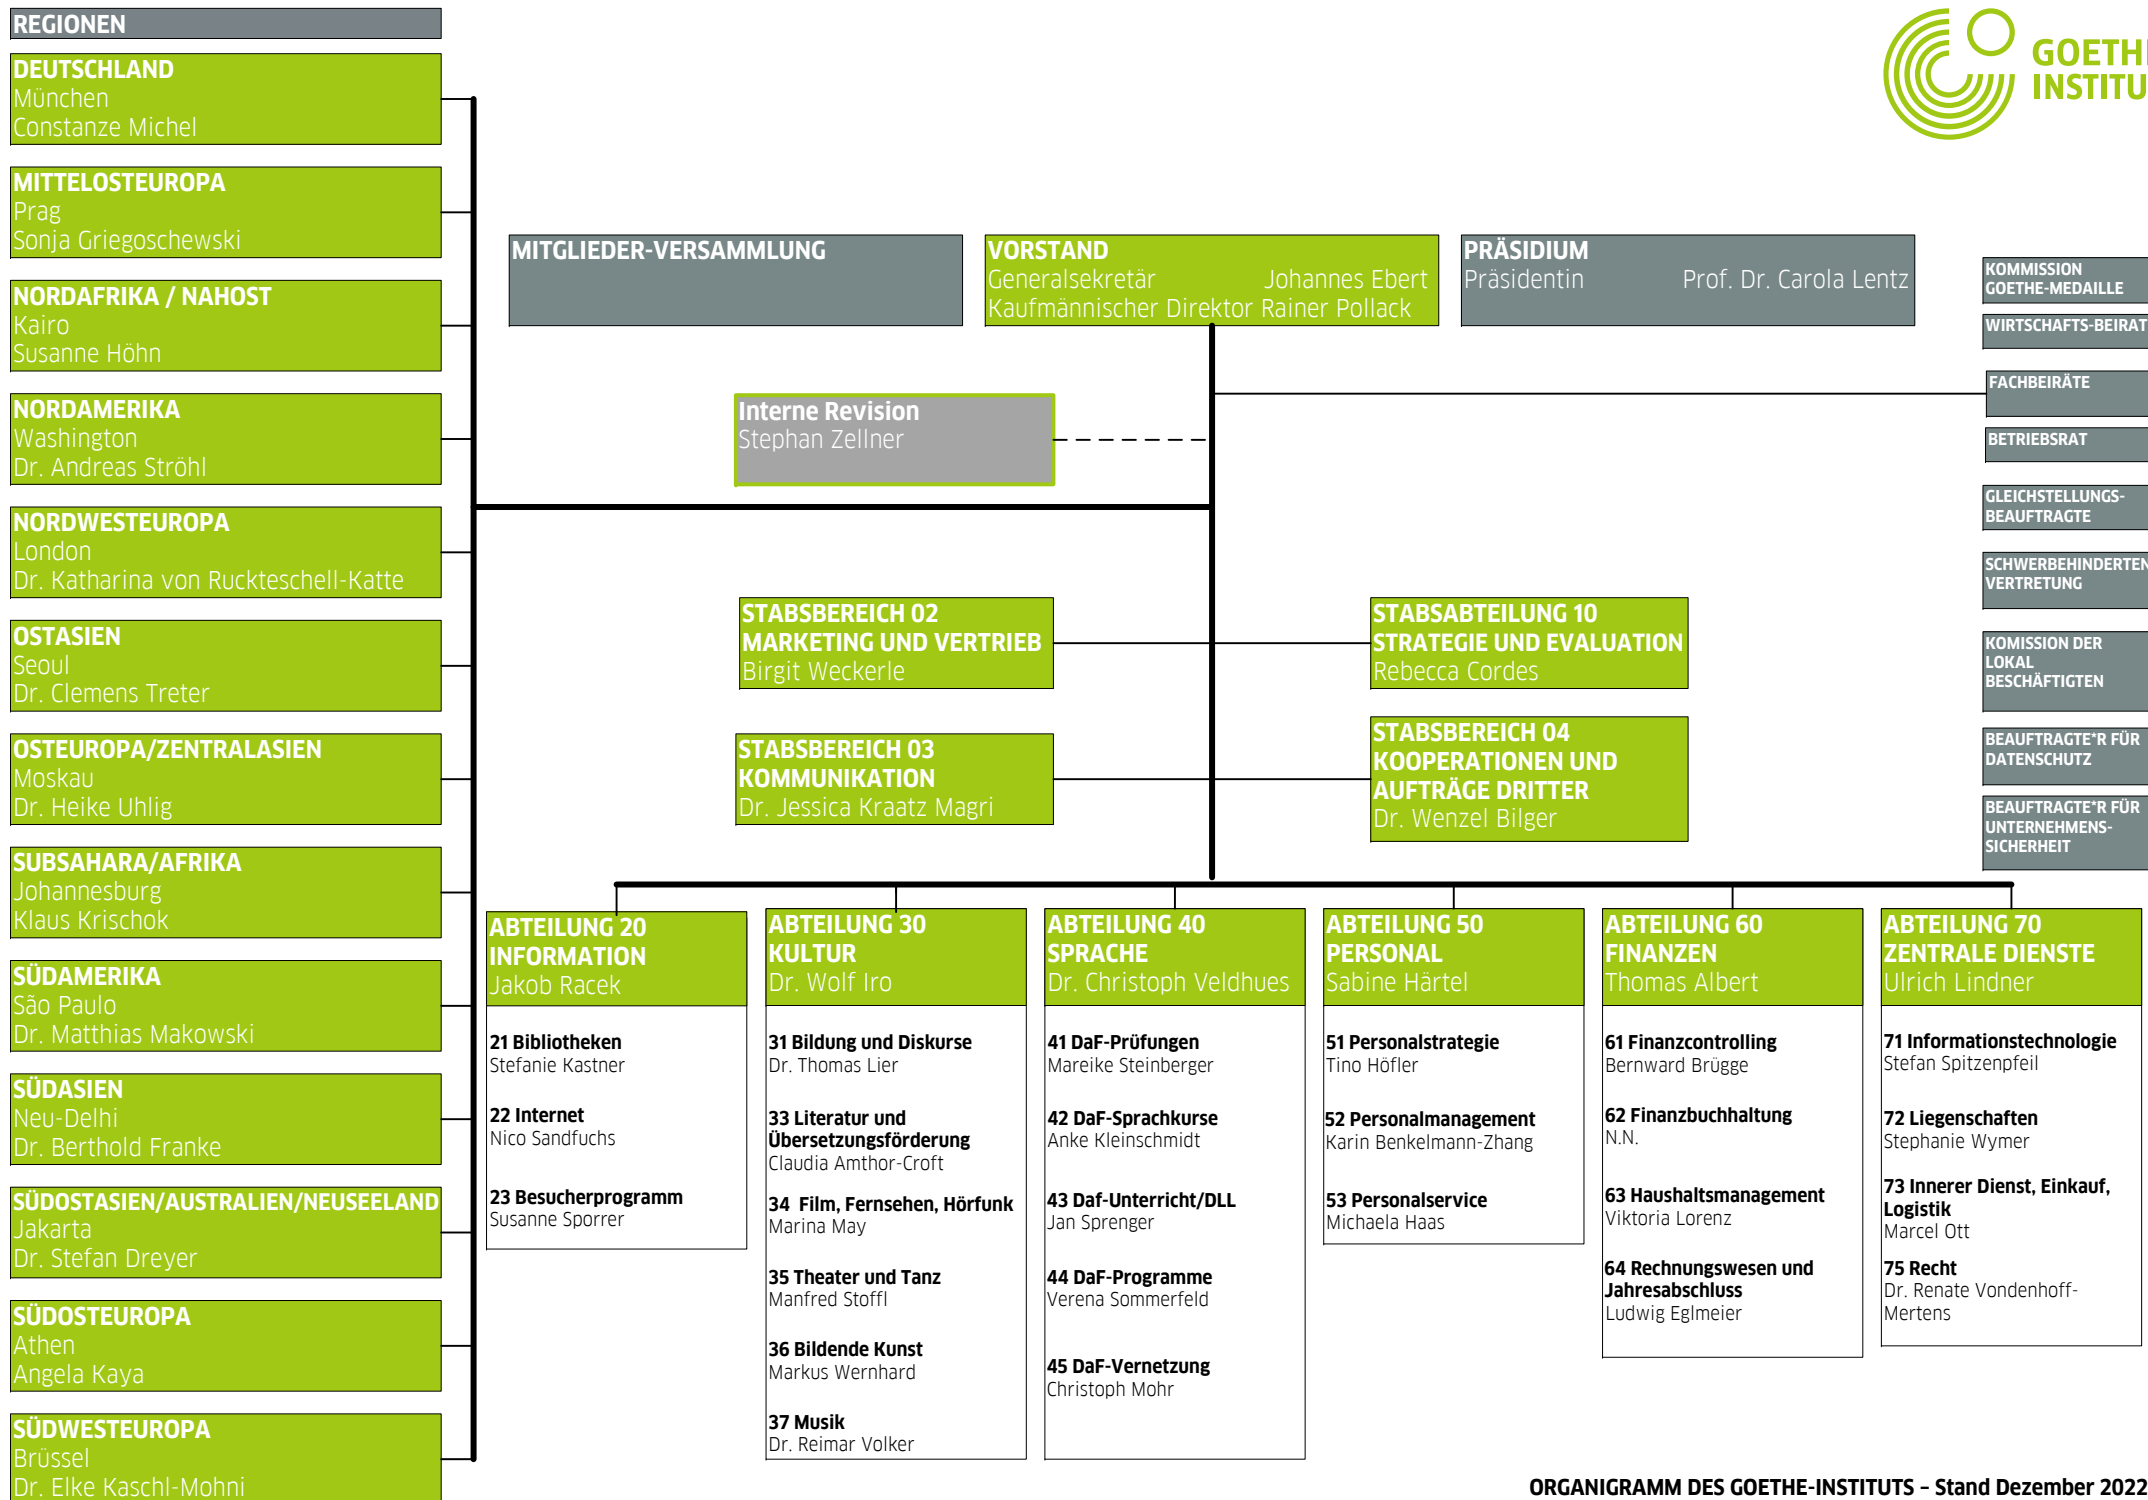 REGIONEN
DEUTSCHLAND
München
Constanze Michel
MITTELOSTEUROPA
Prag
Sonja Griegoschewski
NORDAFRIKA / NAHOST
Kairo
Susanne Höhn
NORDAMERIKA
Washington
Dr. Andreas Ströhl
NORDWESTEUROPA
London
Dr. Katharina von Ruckteschell-Katte
OSTASIEN
Seoul
Dr. Clemens Treter
OSTEUROPA/ZENTRALASIEN
Moskau
Dr. Heike Uhlig
SUBSAHARA/AFRIKA
Johannesburg
Klaus Krischok
SÜDAMERIKA
São Paulo
Dr. Matthias Makowski
SÜDASIEN
Neu-Delhi
Dr. Berthold Franke
SÜDOSTASIEN/AUSTRALIEN/NEUSEELAND
Jakarta
Dr. Stefan Dreyer
SÜDOSTEUROPA
Athen
Angela Kaya
SÜDWESTEUROPA
Brüssel
Dr. Elke Kaschl-Mohni
GOETHE
INSTITU
MITGLIEDER-VERSAMMLUNG
VORSTAND
Generalsekretär Johannes Ebert
Kaufmännischer Direktor Rainer Pollack
PRÄSIDIUM
Präsidentin Prof. Dr. Carola Lentz
KOMMISSION
GOETHE-MEDAILLE
WIRTSCHAFTS-BEIRAT
FACHBEIRÄTE
BETRIEBSRAT
GLEICHSTELLUNGS-
BEAUFTRAGTE
SCHWERBEHINDERTEN
VERTRETUNG
KOMISSION DER
LOKAL
BESCHÄFTIGTEN
BEAUFTRAGTE*R FÜR
DATENSCHUTZ
BEAUFTRAGTE*R FÜR
UNTERNEHMENS-
SICHERHEIT
Interne Revision
Stephan Zellner
STABSBEREICH 02
MARKETING UND VERTRIEB
Birgit Weckerle
STABSABTEILUNG 10
STRATEGIE UND EVALUATION
Rebecca Cordes
STABSBEREICH 03
KOMMUNIKATION
Dr. Jessica Kraatz Magri
STABSBEREICH 04
KOOPERATIONEN UND
AUFTRÄGE DRITTER
Dr. Wenzel Bilger
ABTEILUNG 20
INFORMATION
Jakob Racek
21 Bibliotheken
Stefanie Kastner
22 Internet
Nico Sandfuchs
23 Besucherprogramm
Susanne Sporrer
ABTEILUNG 30
KULTUR
Dr. Wolf Iro
31 Bildung und Diskurse
Dr. Thomas Lier
33 Literatur und
Übersetzungsförderung
Claudia Amthor-Croft
34 Film, Fernsehen, Hörfunk
Marina May
35 Theater und Tanz
Manfred Stoffl
36 Bildende Kunst
Markus Wernhard
37 Musik
Dr. Reimar Volker
ABTEILUNG 40
SPRACHE
Dr. Christoph Veldhues
41 DaF-Prüfungen
Mareike Steinberger
42 DaF-Sprachkurse
Anke Kleinschmidt
43 Daf-Unterricht/DLL
Jan Sprenger
44 DaF-Programme
Verena Sommerfeld
45 DaF-Vernetzung
Christoph Mohr
ABTEILUNG 50
PERSONAL
Sabine Härtel
51 Personalstrategie
Tino Höfler
52 Personalmanagement
Karin Benkelmann-Zhang
53 Personalservice
Michaela Haas
ABTEILUNG 60
FINANZEN
Thomas Albert
61 Finanzcontrolling
Bernward Brügge
62 Finanzbuchhaltung
N.N.
63 Haushaltsmanagement
Viktoria Lorenz
64 Rechnungswesen und
Jahresabschluss
Ludwig Eglmeier
ABTEILUNG 70
ZENTRALE DIENSTE
Ulrich Lindner
71 Informationstechnologie
Stefan Spitzenpfeil
72 Liegenschaften
Stephanie Wymer
73 Innerer Dienst, Einkauf,
Logistik
Marcel Ott
75 Recht
Dr. Renate Vondenhoff-
Mertens
ORGANIGRAMM DES GOETHE-INSTITUTS – Stand Dezember 2022